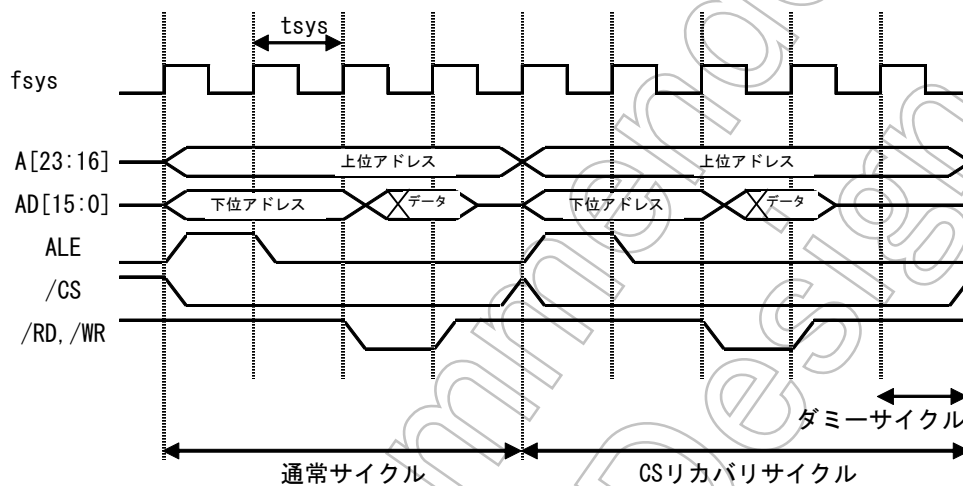 tsys
fsys
A[23:16] 上位アドレス 上位アドレス
AD[15:0] 下位アドレス データ 下位アドレス データ
ALE
/CS
/RD, /WR
ダミーサイクル
通常サイクル CSリカバリサイクル